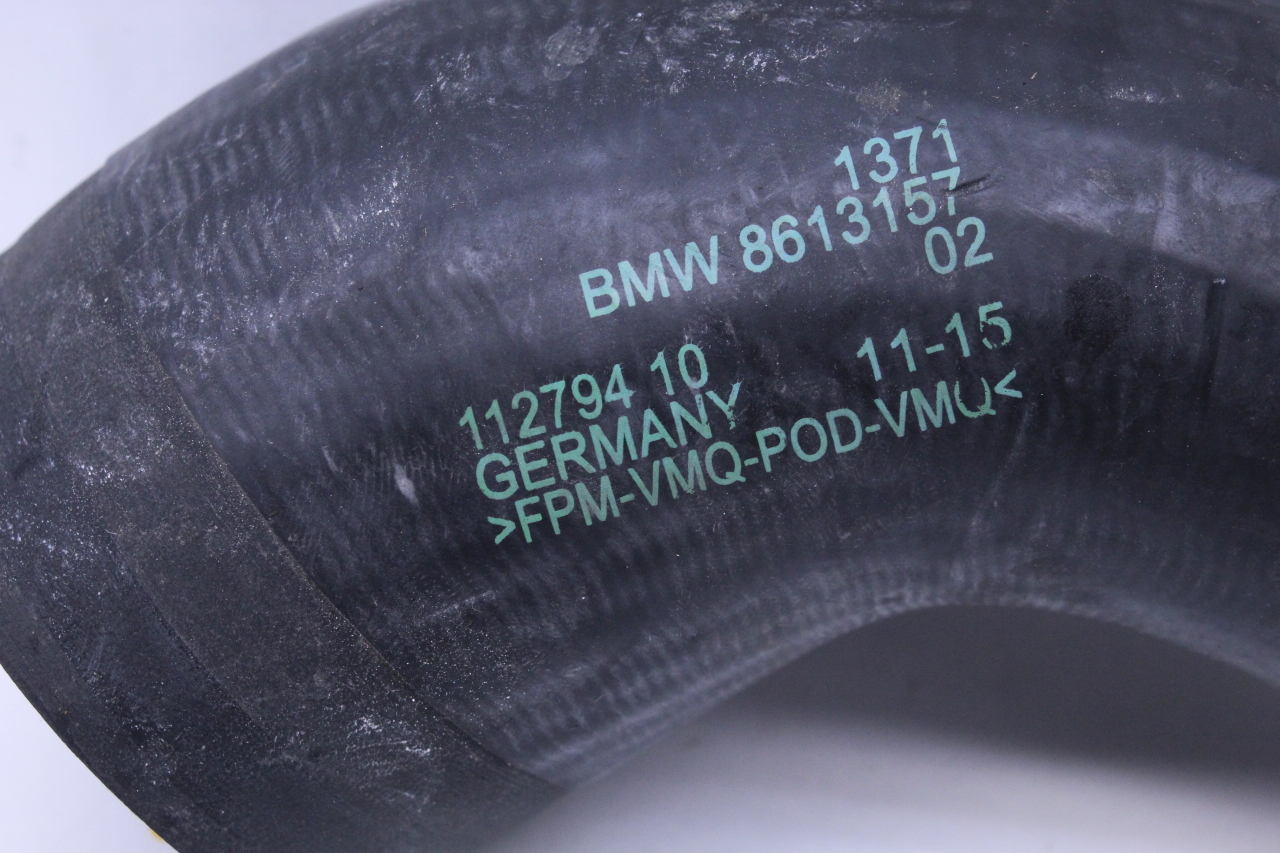 1371
BMW 8613157
02
112794 10 11-15
GERMANY
>FPM-VMQ-POD-VMQ<